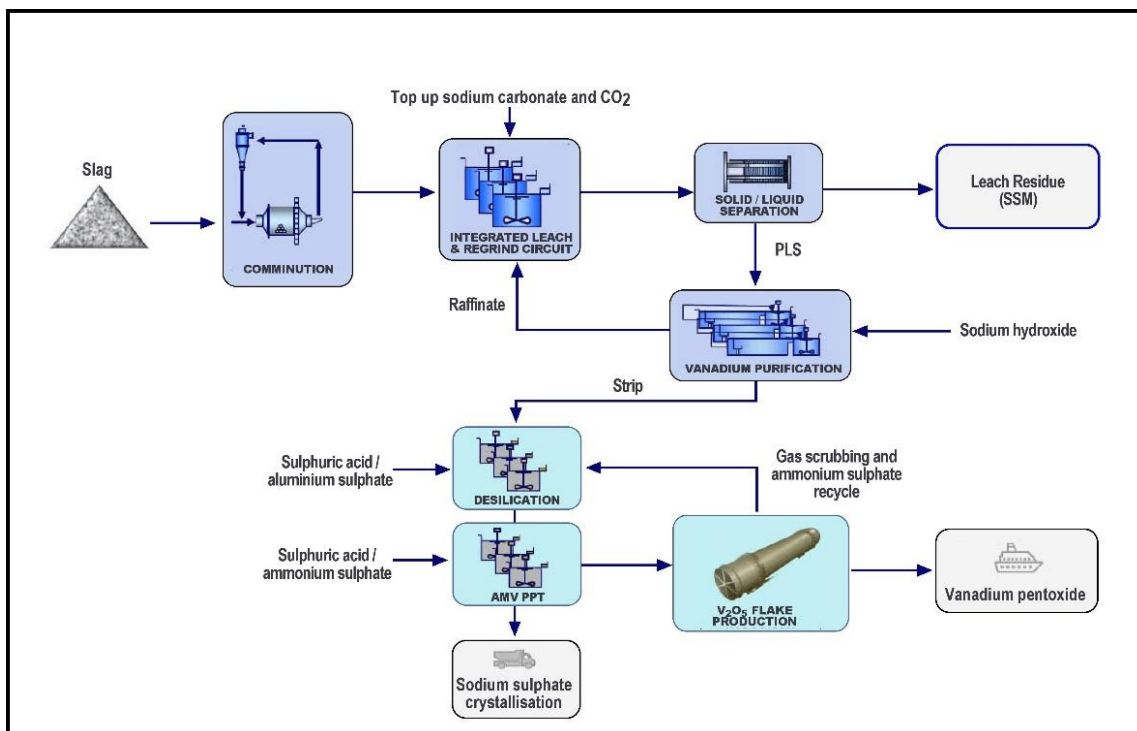 Top up sodium carbonate and CO₂
Slag
COMMINUTION
INTEGRATED LEACH
& REGRIND CIRCUIT
SOLID / LIQUID
SEPARATION
Leach Residue
(SSM)
PLS
Raffinate
VANADIUM PURIFICATION
Sodium hydroxide
Strip
Sulphuric acid /
aluminium sulphate
DESILICATION
Gas scrubbing and
ammonium sulphate
recycle
Sulphuric acid /
ammonium sulphate
AMV PPT
V₂O₅ FLAKE
PRODUCTION
Vanadium pentoxide
Sodium sulphate
crystallisation